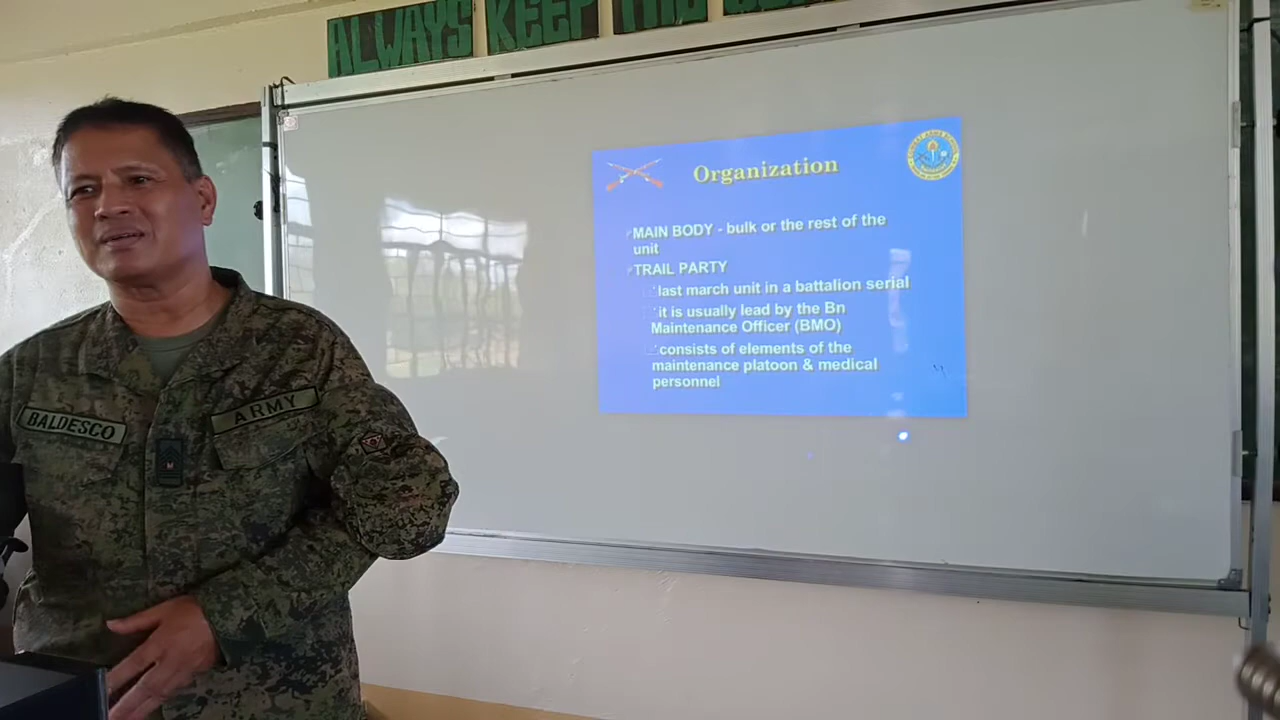 ALWAYS KEEP THE
Organization
MAIN BODY - bulk or the rest of the
unit
TRAIL PARTY
last march unit in a battalion serial
it is usually lead by the Bn
Maintenance Officer (BMO)
consists of elements of the
maintenance platoon & medical
personnel
BALDESCO
ARMY